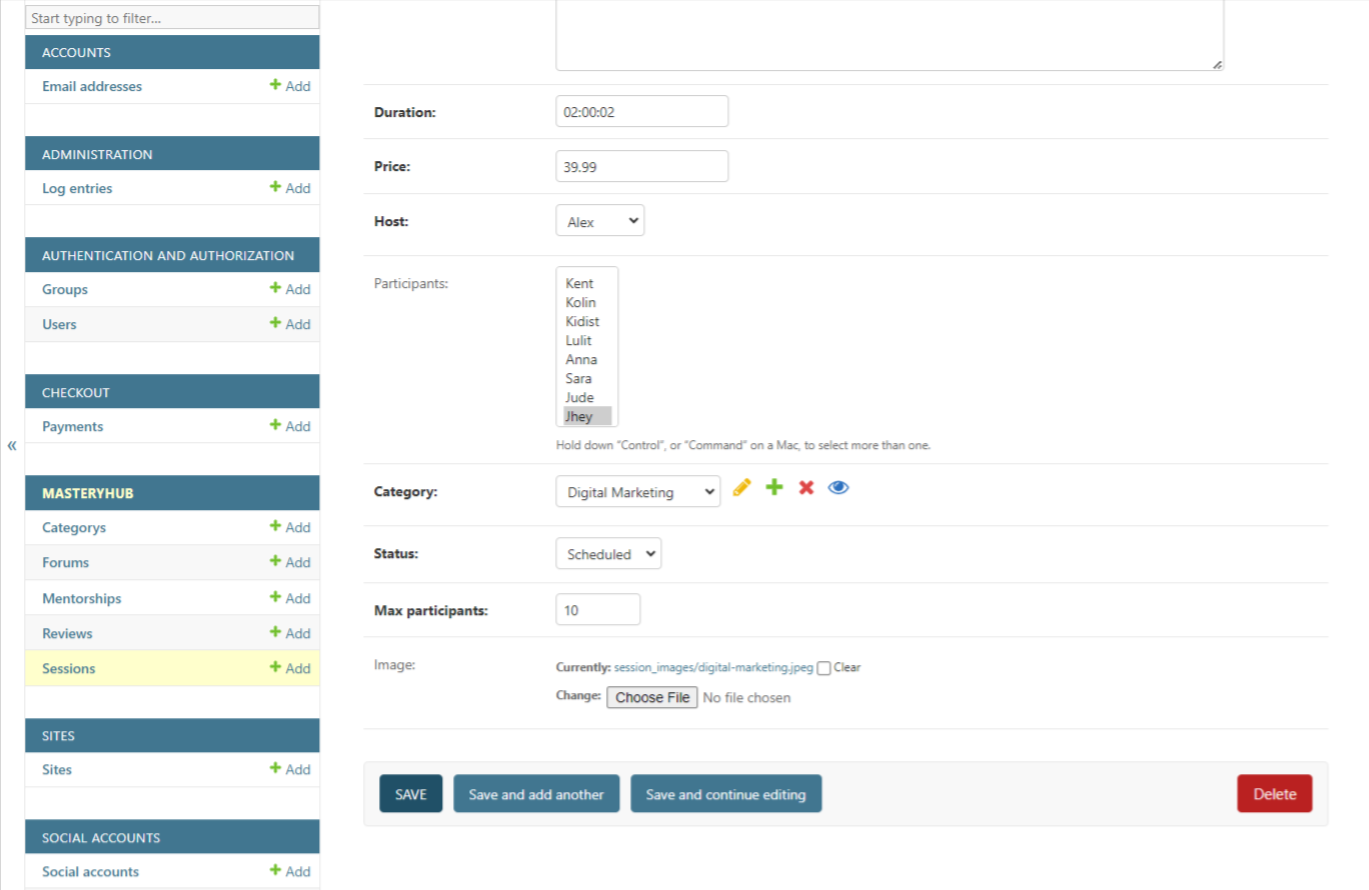 Start typing to filter...
ACCOUNTS
Email addresses
Add
ADMINISTRATION
Log entries
Add
AUTHENTICATION AND AUTHORIZATION
Groups
Add
Users
Add
CHECKOUT
Payments
Add
«
MASTERYHUB
Categorys
Add
Forums
Add
Mentorships
Add
Reviews
Add
Sessions
Add
SITES
Sites
Add
SOCIAL ACCOUNTS
Social accounts
Add
Duration:
02:00:02
Price:
39.99
Host:
Alex
Participants:
Kent
Kolin
Kidist
Lulit
Anna
Sara
Jude
Jhey
Hold down “Control”, or “Command” on a Mac, to select more than one.
Category:
Digital Marketing
Status:
Scheduled
Max participants:
10
Image:
Currently: session_images/digital-marketing.jpeg Clear
Change: Choose File No file chosen
SAVE
Save and add another
Save and continue editing
Delete